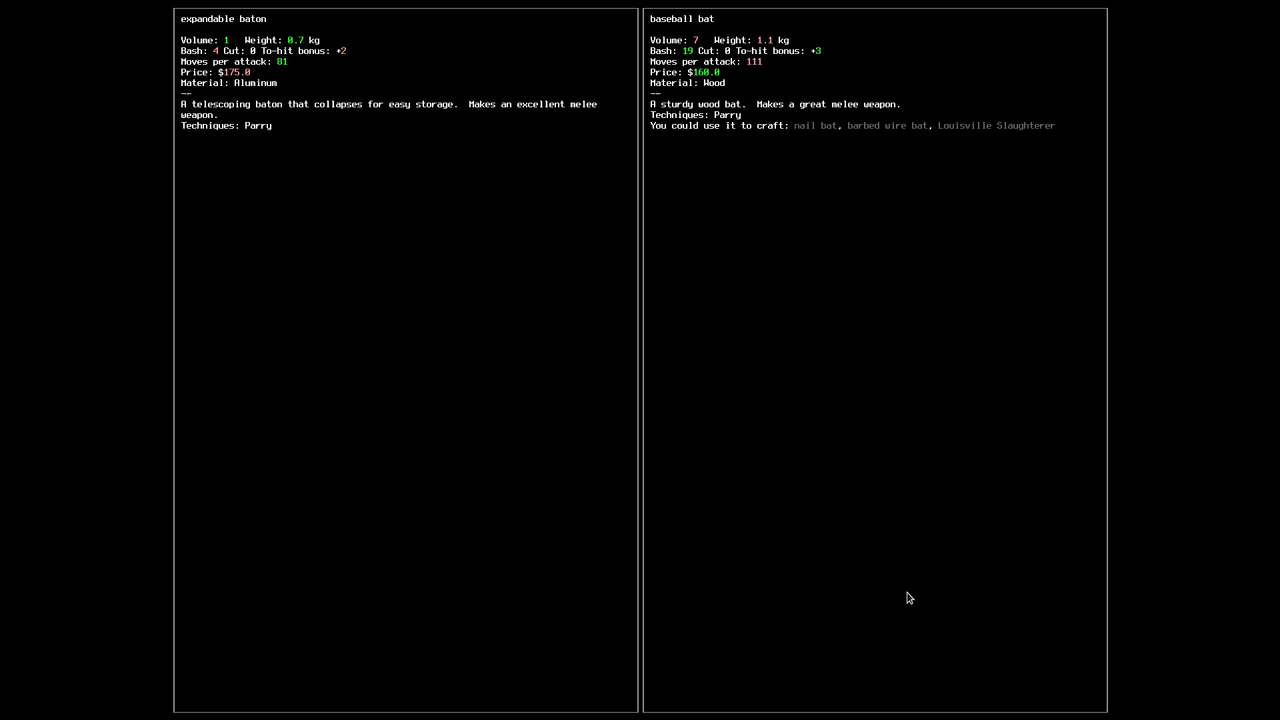 expandable baton
Volume: 1   Weight: 0.7 kg
Bash: 4 Cut: 0 To-hit bonus: +2
Moves per attack: 81
Price: $175.0
Material: Aluminum
--
A telescoping baton that collapses for easy storage.  Makes an excellent melee
weapon.
Techniques: Parry
baseball bat
Volume: 7   Weight: 1.1 kg
Bash: 19 Cut: 0 To-hit bonus: +3
Moves per attack: 111
Price: $160.0
Material: Wood
--
A sturdy wood bat.  Makes a great melee weapon.
Techniques: Parry
You could use it to craft: nail bat, barbed wire bat, Louisville Slaughterer